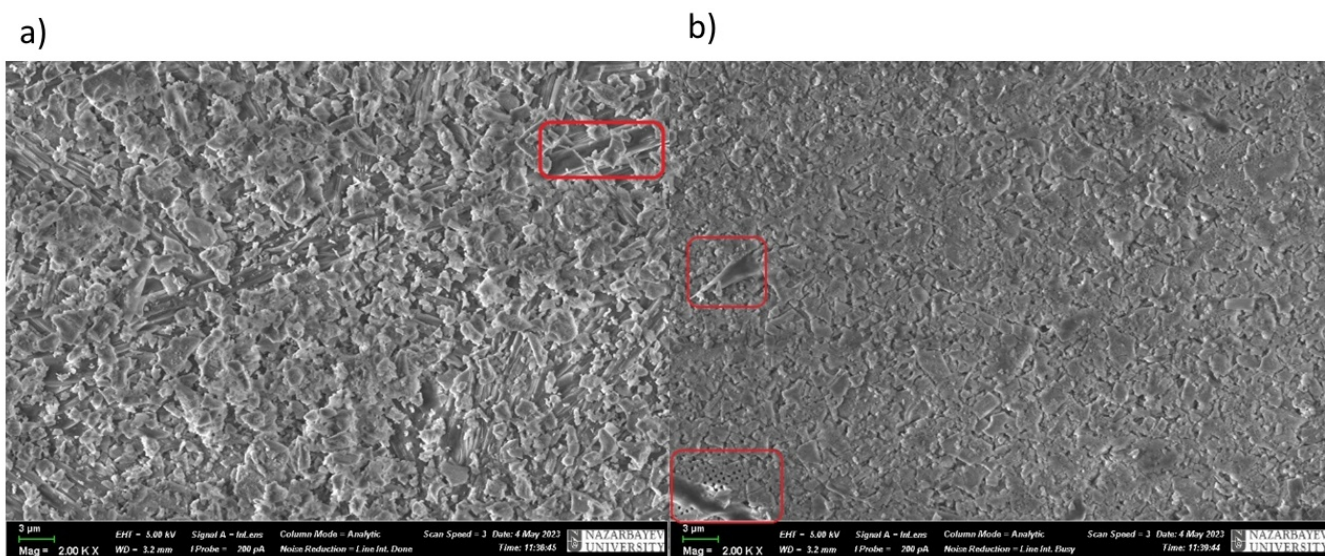 a)
b)
3 µm
Mag = 2.00 K X
EHT = 5.00 kV
WD = 3.2 mm
Signal A = InLens
I Probe = 200 pA
Column Mode = Analytic
Noise Reduction = Line Int. Done
Scan Speed = 3
Date: 4 May 2023
Time: 11:38:45
NAZARBAYEV
UNIVERSITY
3 µm
Mag = 2.00 K X
EHT = 5.00 kV
WD = 3.2 mm
Signal A = InLens
I Probe = 200 pA
Column Mode = Analytic
Noise Reduction = Line Int. Busy
Scan Speed = 3
Date: 4 May 2023
Time: 11:39:44
NAZARBAYEV
UNIVERSITY